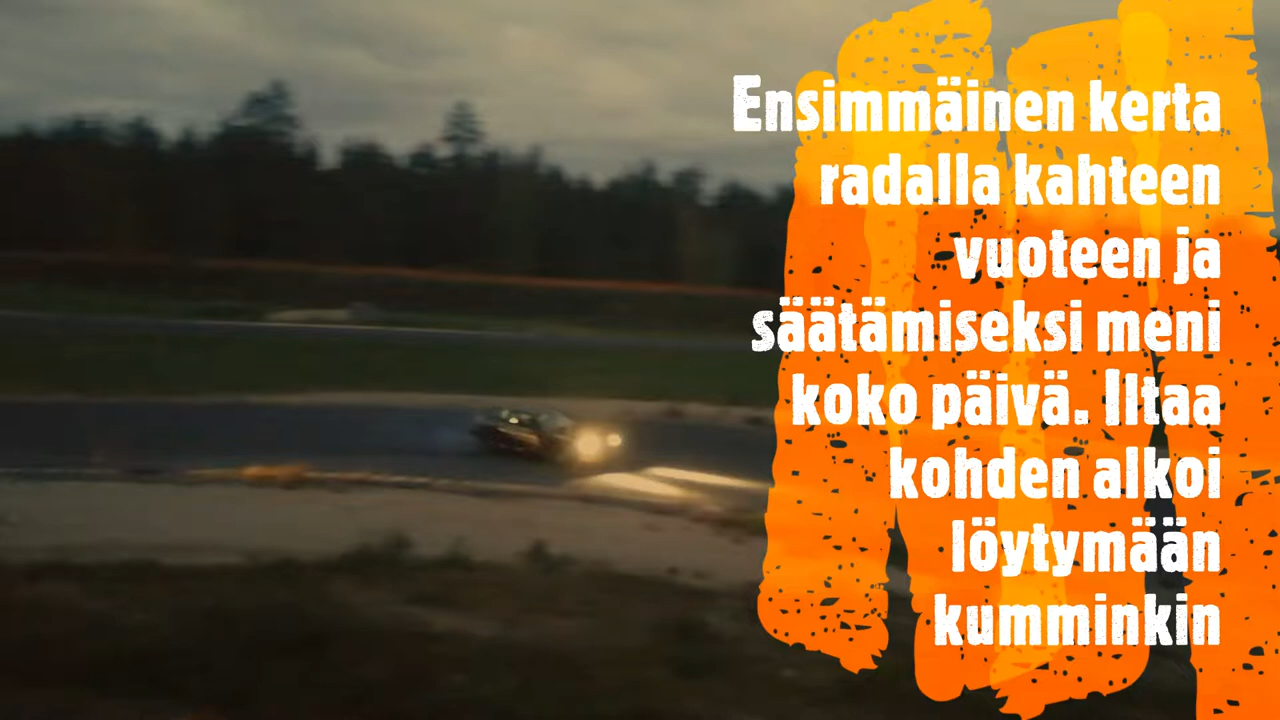 Ensimmäinen kerta
radalla kahteen
vuoteen ja
säätämiseksi meni
koko päivä. Iltaa
kohden alkoi
löytymään
kumminkin